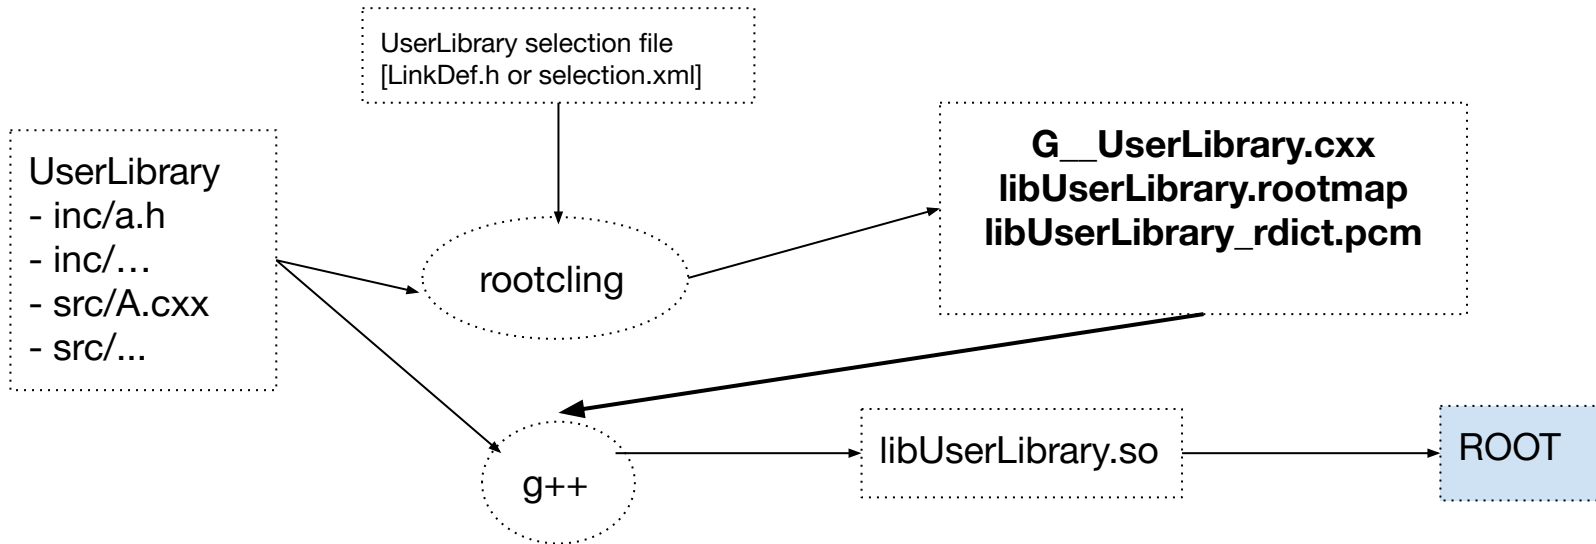 UserLibrary selection file
[LinkDef.h or selection.xml]
UserLibrary
- inc/a.h
- inc/…
- src/A.cxx
- src/...
rootcling
G__UserLibrary.cxx
libUserLibrary.rootmap
libUserLibrary_rdict.pcm
g++
libUserLibrary.so
ROOT